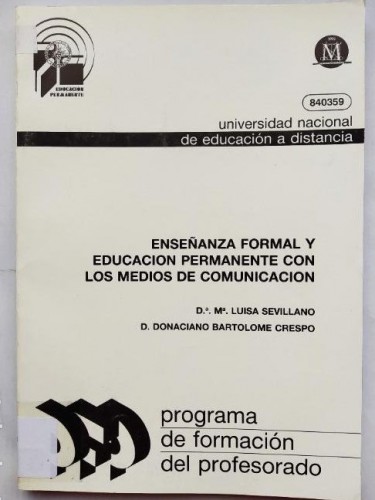 EDUCACION
PERMANENTE
M
840359
universidad nacional
de educación a distancia
ENSEÑANZA FORMAL Y
EDUCACION PERMANENTE CON
LOS MEDIOS DE COMUNICACION
D.ª. Mª. LUISA SEVILLANO
D. DONACIANO BARTOLOME CRESPO
programa
de formación
del profesorado